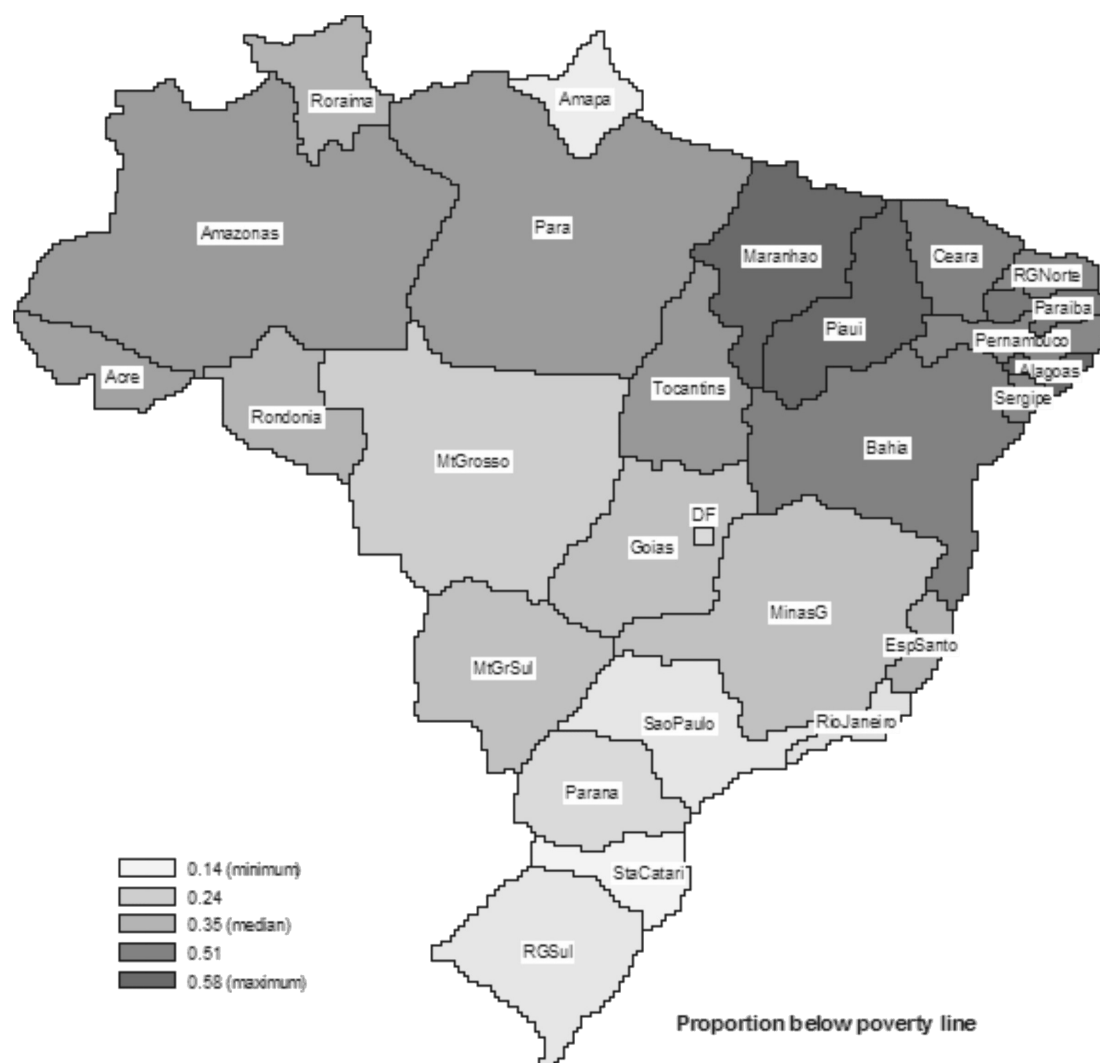 Roraima
Amapa
Amazonas
Para
Maranhao
Ceara
RGNorte
Paraiba
Piaui
Pernambuco
Alagoas
Acre
Tocantins
Sergipe
Rondonia
Bahia
MtGrosso
DF
Goias
MinasG
EspSanto
MtGrSul
SaoPaulo
RioJaneiro
Parana
StaCatari
RGSul
0.14 (minimum)
0.24
0.35 (median)
0.51
0.58 (maximum)
Proportion below poverty line